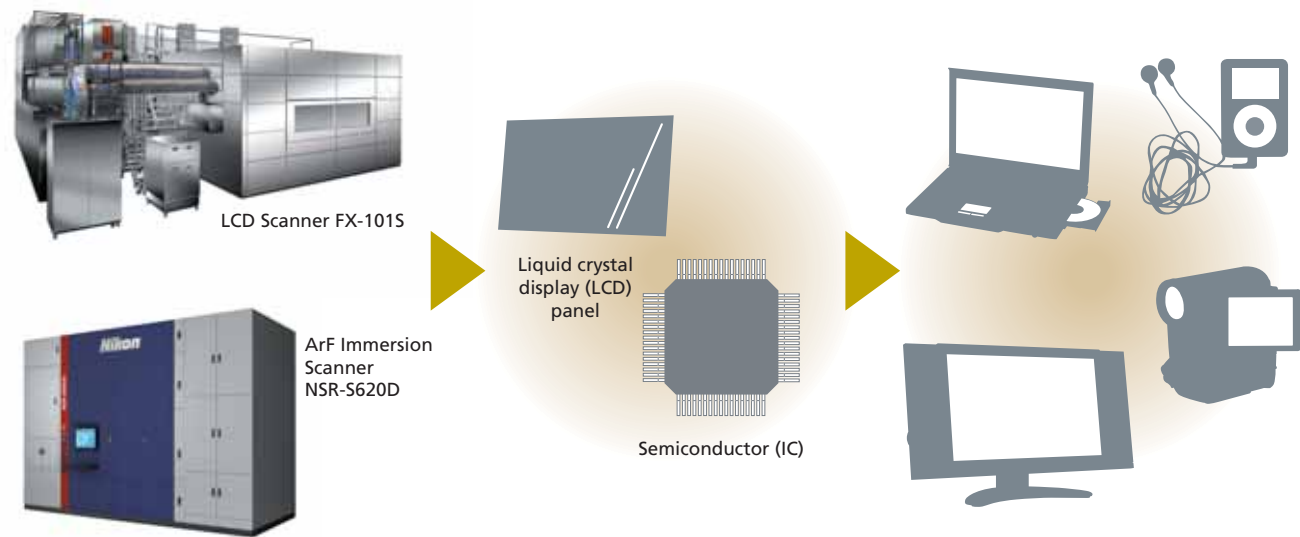 LCD Scanner FX-101S
Nikon
ArF Immersion
Scanner
NSR-S620D
Liquid crystal
display (LCD)
panel
Semiconductor (IC)